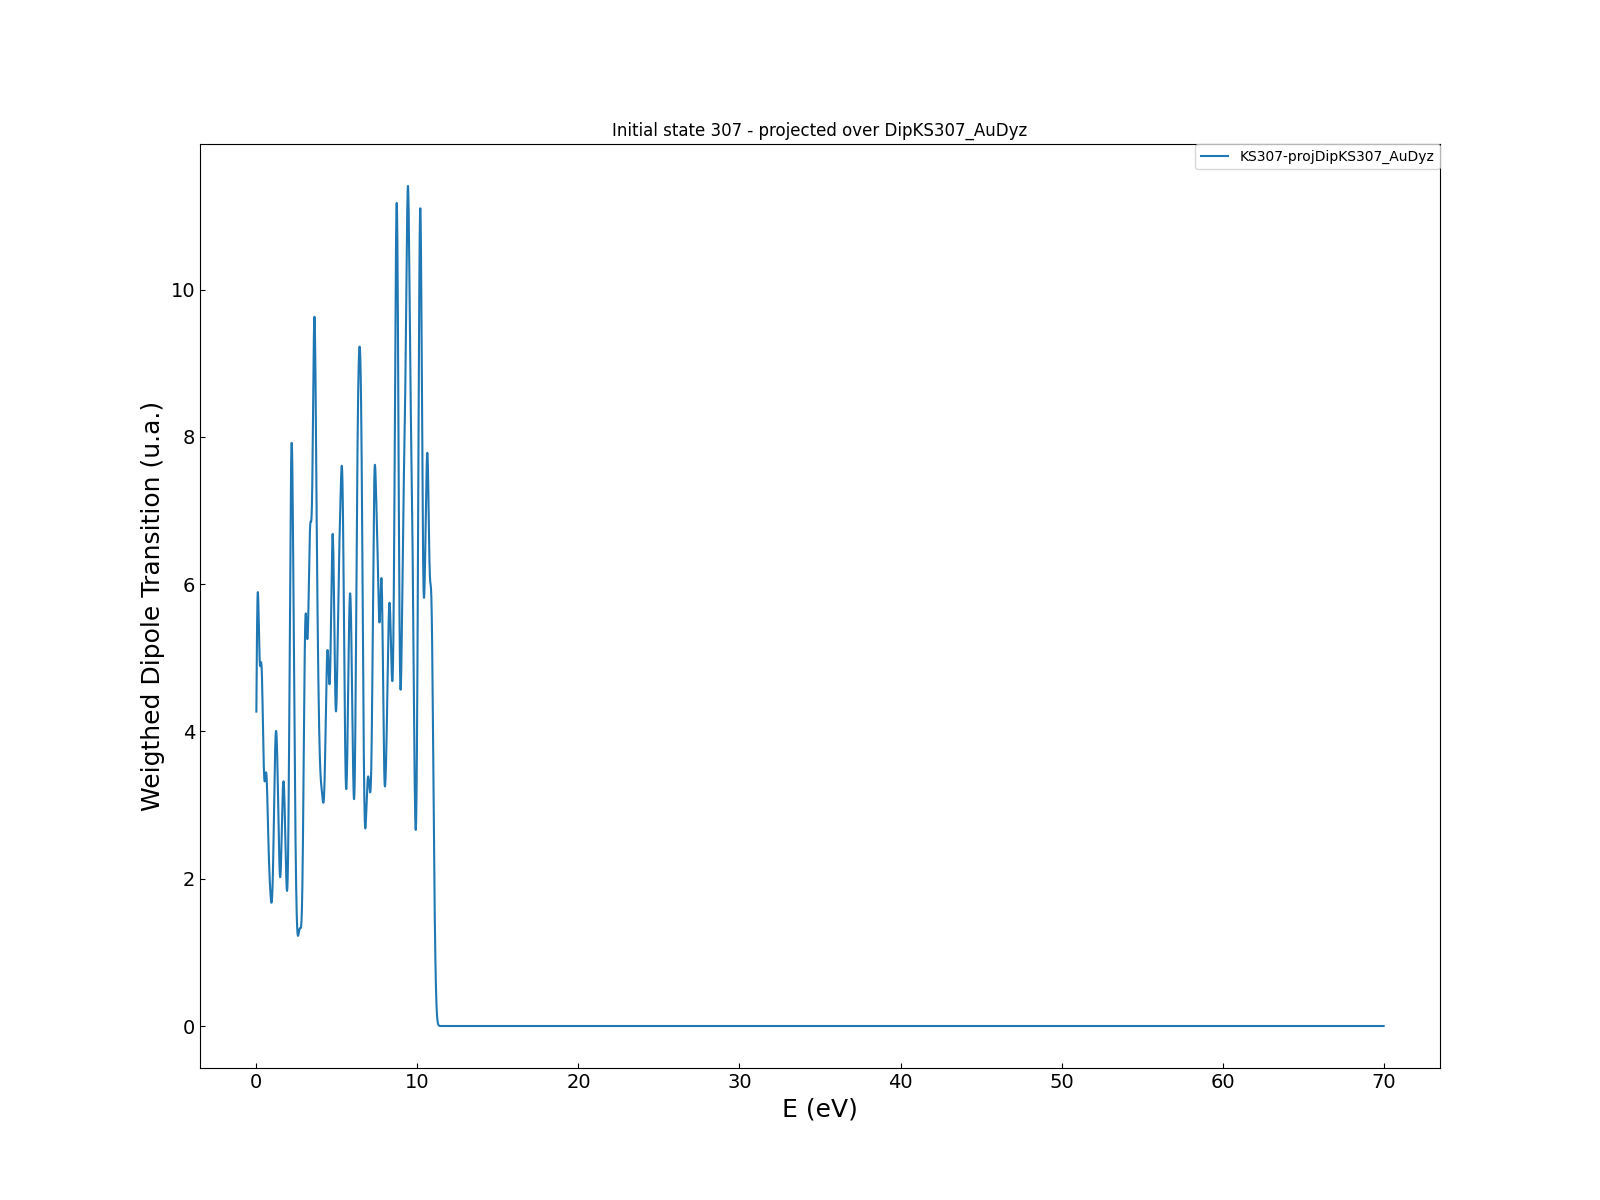 Initial state 307 - projected over DipKS307_AuDyz
KS307-projDipKS307_AuDyz
Weigthed Dipole Transition (u.a.)
10
8
6
4
2
0
0 10 20 30 40 50 60 70
E (eV)